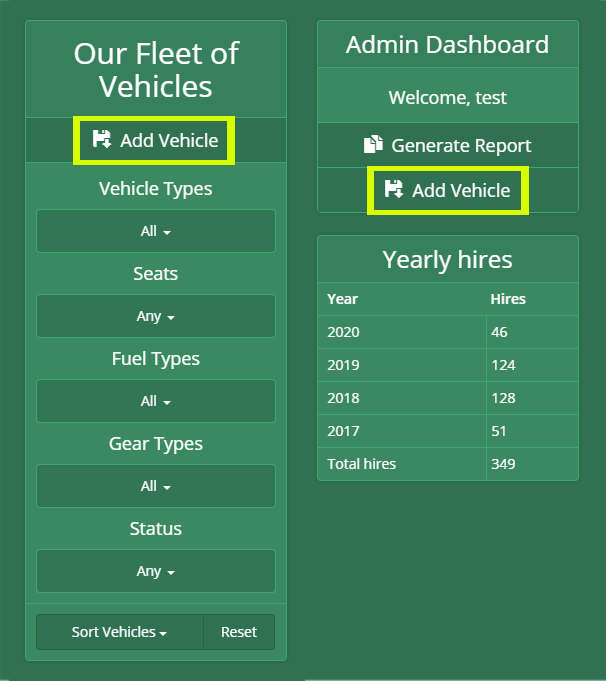 Our Fleet of
Vehicles
Add Vehicle
Vehicle Types
All
Seats
Any
Fuel Types
All
Gear Types
All
Status
Any
Sort Vehicles Reset
Admin Dashboard
Welcome, test
Generate Report
Add Vehicle
Yearly hires
Year Hires
2020 46
2019 124
2018 128
2017 51
Total hires 349